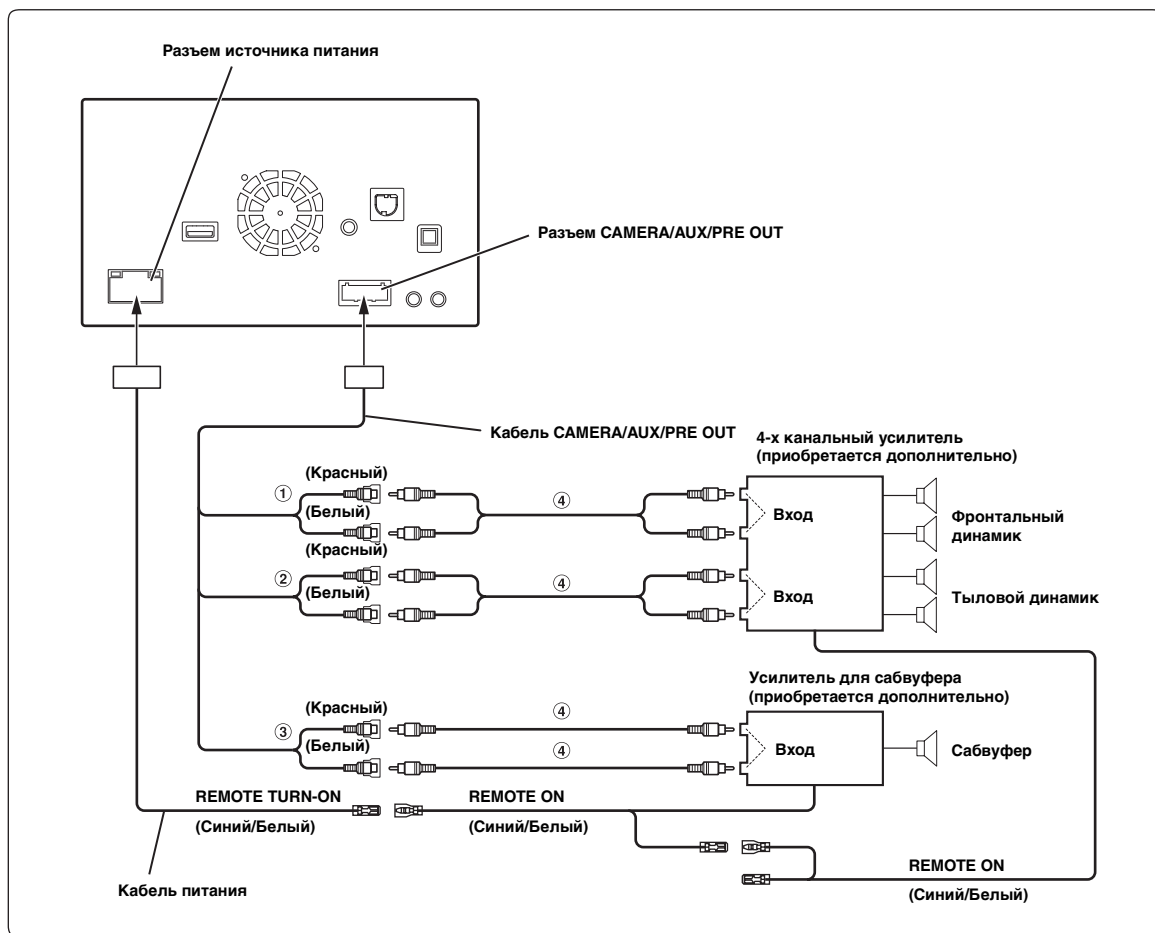 Разъем источника питания
Разъем CAMERA/AUX/PRE OUT
Кабель CAMERA/AUX/PRE OUT
4-х канальный усилитель
(приобретается дополнительно)
(Красный)
①
④
(Белый)
Вход
Фронтальный
динамик
(Красный)
②
④
(Белый)
Вход
Тыловой динамик
Усилитель для сабвуфера
(приобретается дополнительно)
(Красный)
④
③
(Белый)
④
Вход
Сабвуфер
REMOTE TURN-ON
(Синий/Белый)
REMOTE ON
(Синий/Белый)
REMOTE ON
(Синий/Белый)
Кабель питания